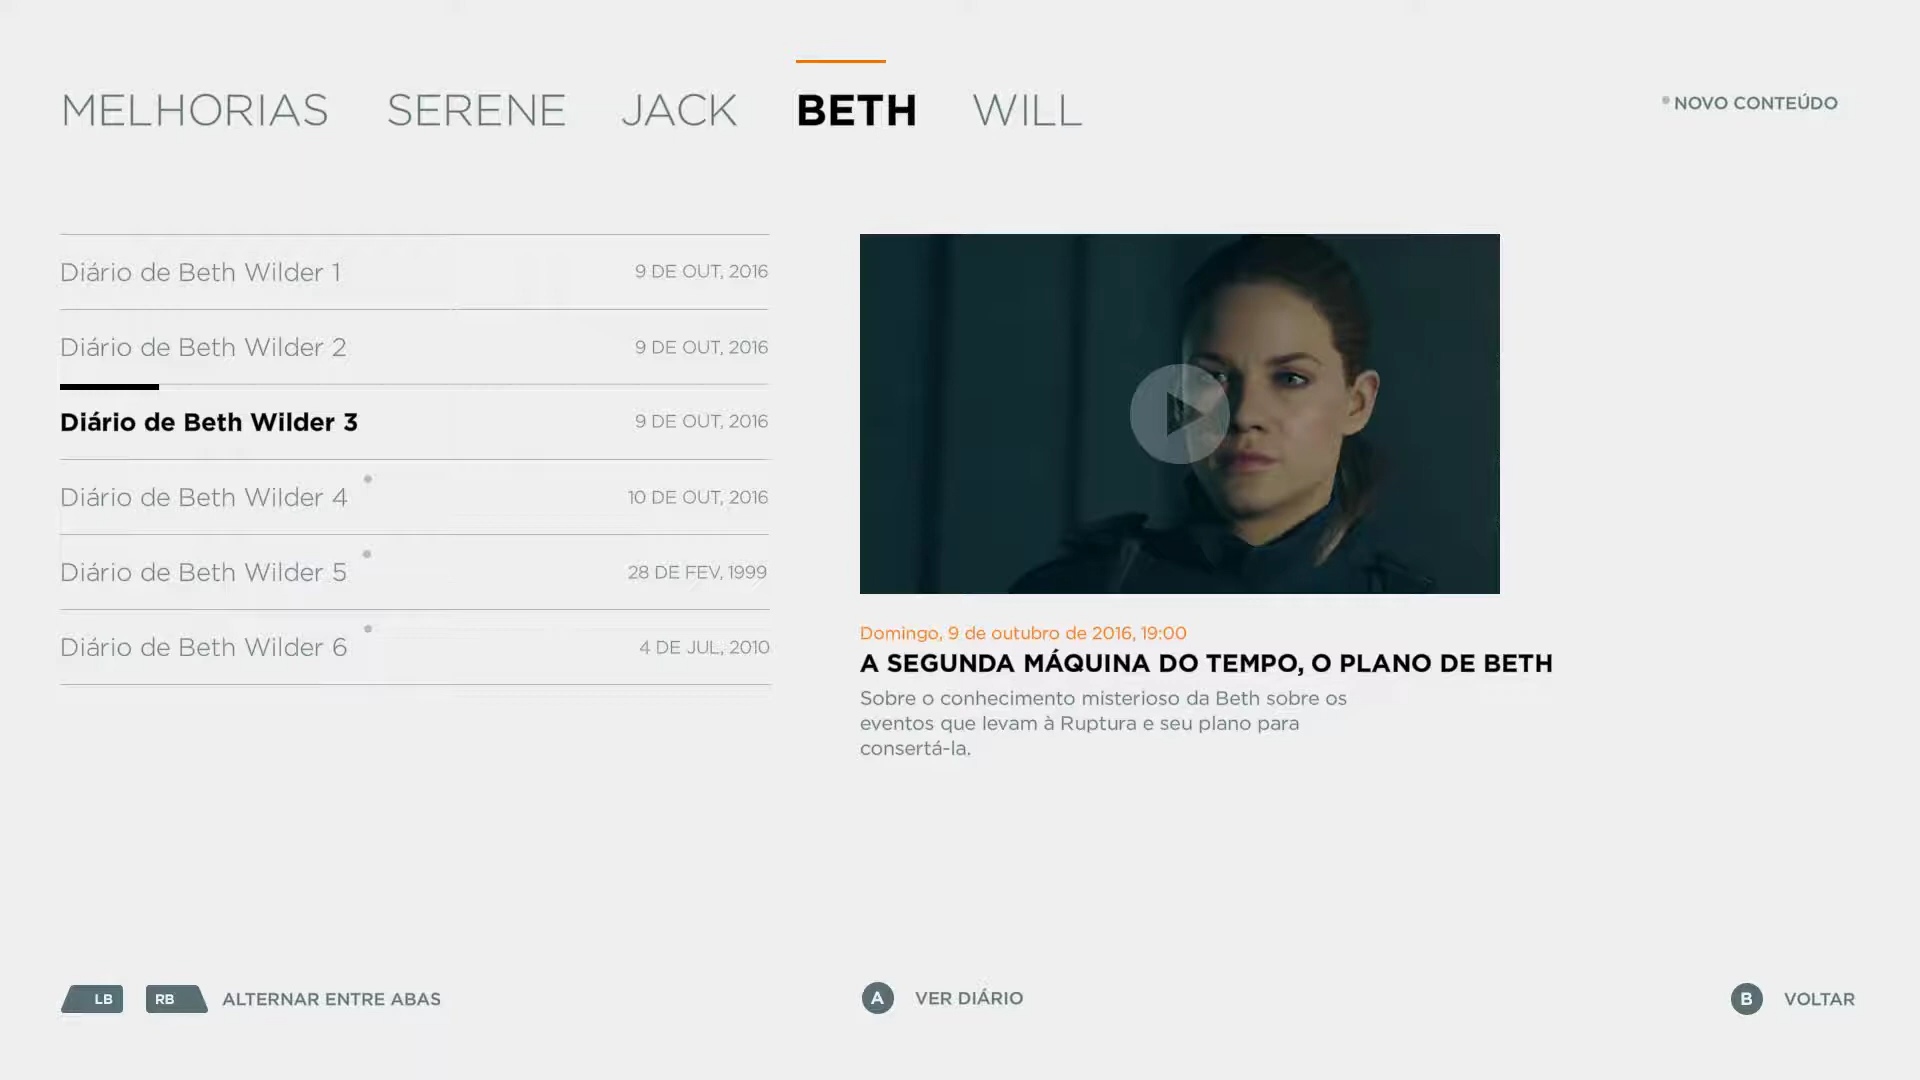 MELHORIAS SERENE JACK BETH WILL
NOVO CONTEÚDO
Diário de Beth Wilder 1 9 DE OUT, 2016
Diário de Beth Wilder 2 9 DE OUT, 2016
Diário de Beth Wilder 3 9 DE OUT, 2016
Diário de Beth Wilder 4 10 DE OUT, 2016
Diário de Beth Wilder 5 28 DE FEV, 1999
Diário de Beth Wilder 6 4 DE JUL, 2010
Domingo, 9 de outubro de 2016, 19:00
A SEGUNDA MÁQUINA DO TEMPO, O PLANO DE BETH
Sobre o conhecimento misterioso da Beth sobre os
eventos que levam à Ruptura e seu plano para
consertá-la.
LB RB ALTERNAR ENTRE ABAS
A VER DIÁRIO
B VOLTAR